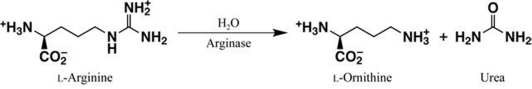 NH₂⁺
⁺H₃N
N
H
NH₂
CO₂⁻
L-Arginine
H₂O
Arginase
⁺H₃N
NH₃⁺
CO₂⁻
L-Ornithine
+
O
H₂N
NH₂
Urea